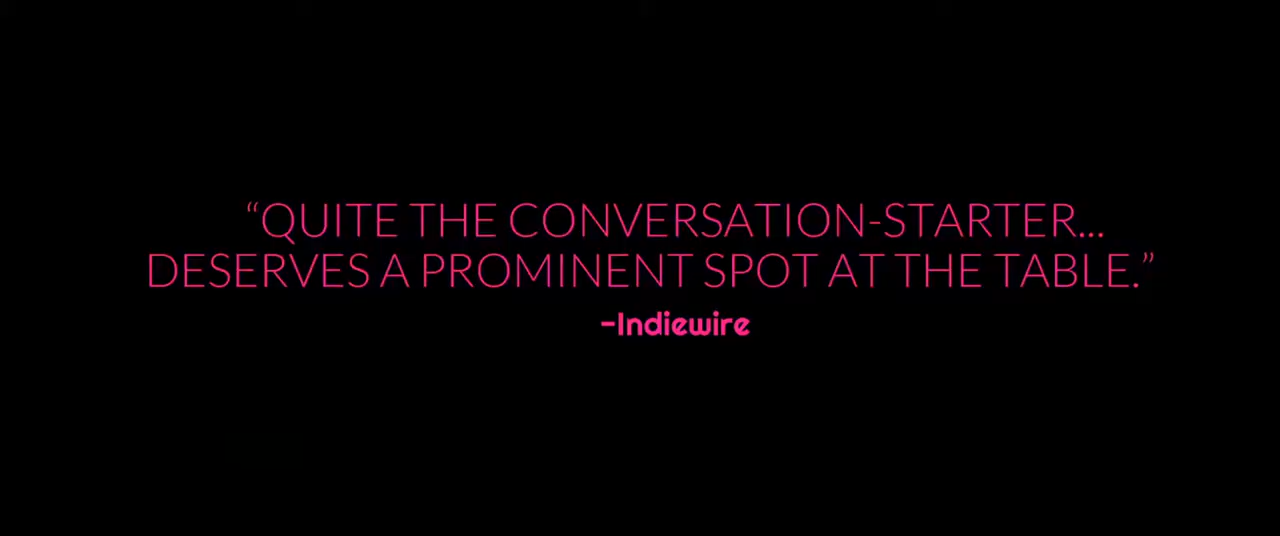 “QUITE THE CONVERSATION-STARTER...
DESERVES A PROMINENT SPOT AT THE TABLE.”
-Indiewire